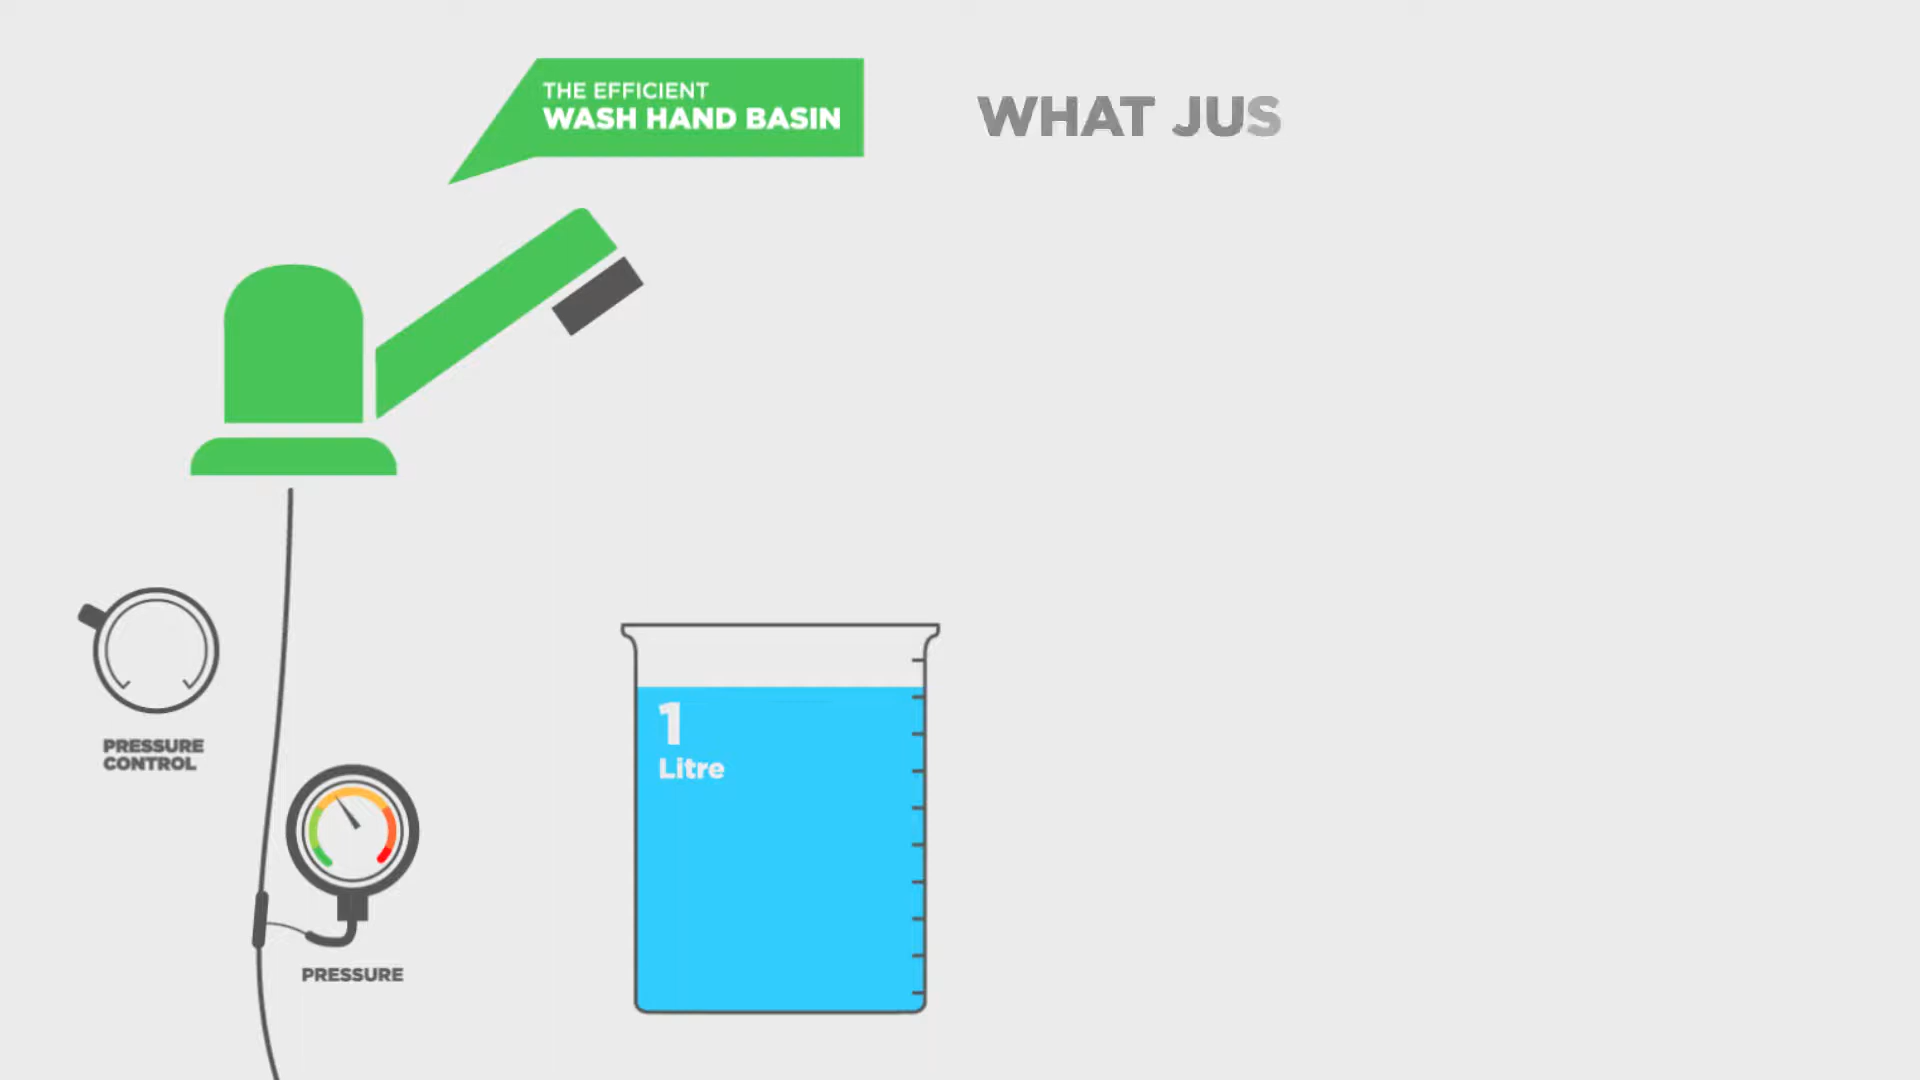 THE EFFICIENT
WASH HAND BASIN
WHAT JUS
PRESSURE
CONTROL
1
Litre
PRESSURE